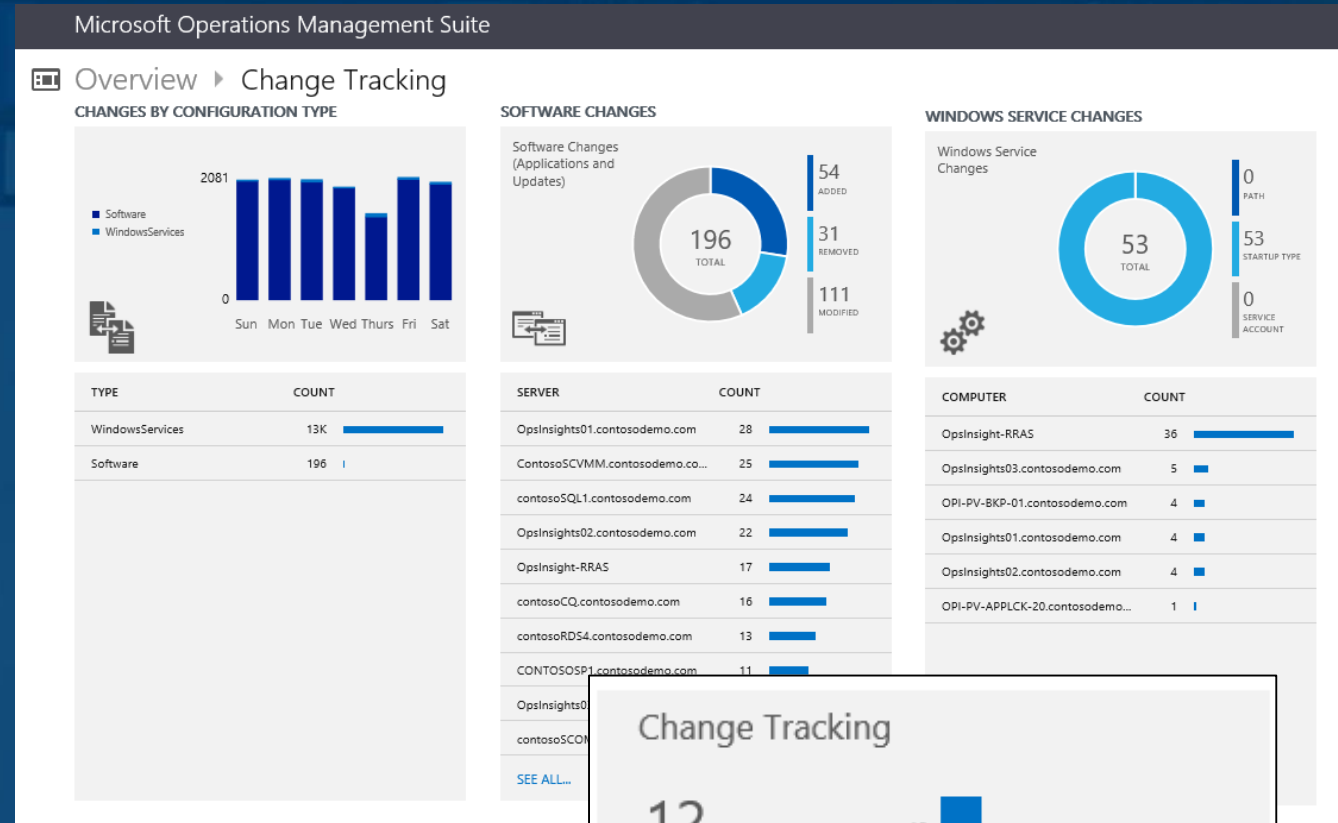 Microsoft Operations Management Suite
Overview Change Tracking
CHANGES BY CONFIGURATION TYPE
2081
Software
WindowsServices
0
Sun Mon Tue Wed Thurs Fri Sat
TYPE COUNT
WindowsServices 13K
Software 196
SOFTWARE CHANGES
Software Changes
(Applications and
Updates)
196
TOTAL
54
ADDED
31
REMOVED
111
MODIFIED
SERVER COUNT
OpsInsights01.contosodemo.com 28
ContosoSCVMM.contosodemo.co... 25
contosoSQL1.contosodemo.com 24
OpsInsights02.contosodemo.com 22
OpsInsight-RRAS 17
contosoCQ.contosodemo.com 16
contosoRDS4.contosodemo.com 13
CONTOSOSP1.contosodemo.com 11
SEE ALL...
WINDOWS SERVICE CHANGES
Windows Service
Changes
53
TOTAL
0
PATH
53
STARTUP TYPE
0
SERVICE
ACCOUNT
COMPUTER COUNT
OpsInsight-RRAS 36
OpsInsights03.contosodemo.com 5
OPI-PV-BKP-01.contosodemo.com 4
OpsInsights01.contosodemo.com 4
OpsInsights02.contosodemo.com 4
OPI-PV-APPLCK-20.contosodemo... 1
Change Tracking
12